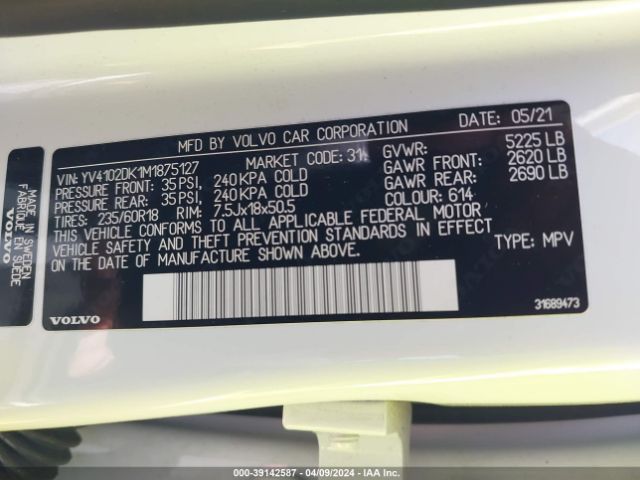 MFD BY VOLVO CAR CORPORATION DATE: 05/21
VIN: YV4102DK1M1875127 MARKET CODE: 31 GVWR: 5225 LB
PRESSURE FRONT: 35 PSI, 240 KPA COLD GAWR FRONT: 2620 LB
PRESSURE REAR: 35 PSI, 240 KPA COLD GAWR REAR: 2690 LB
TIRES: 235/60R18 RIM: 7.5Jx18x50.5 COLOUR: 614
THIS VEHICLE CONFORMS TO ALL APPLICABLE FEDERAL MOTOR
VEHICLE SAFETY AND THEFT PREVENTION STANDARDS IN EFFECT
ON THE DATE OF MANUFACTURE SHOWN ABOVE. TYPE: MPV
31689473
VOLVO
MADE IN SWEDEN
FABRIQUE EN SUEDE
VOLVO
000-39142587 | 04/09/2024 | IAA Inc.